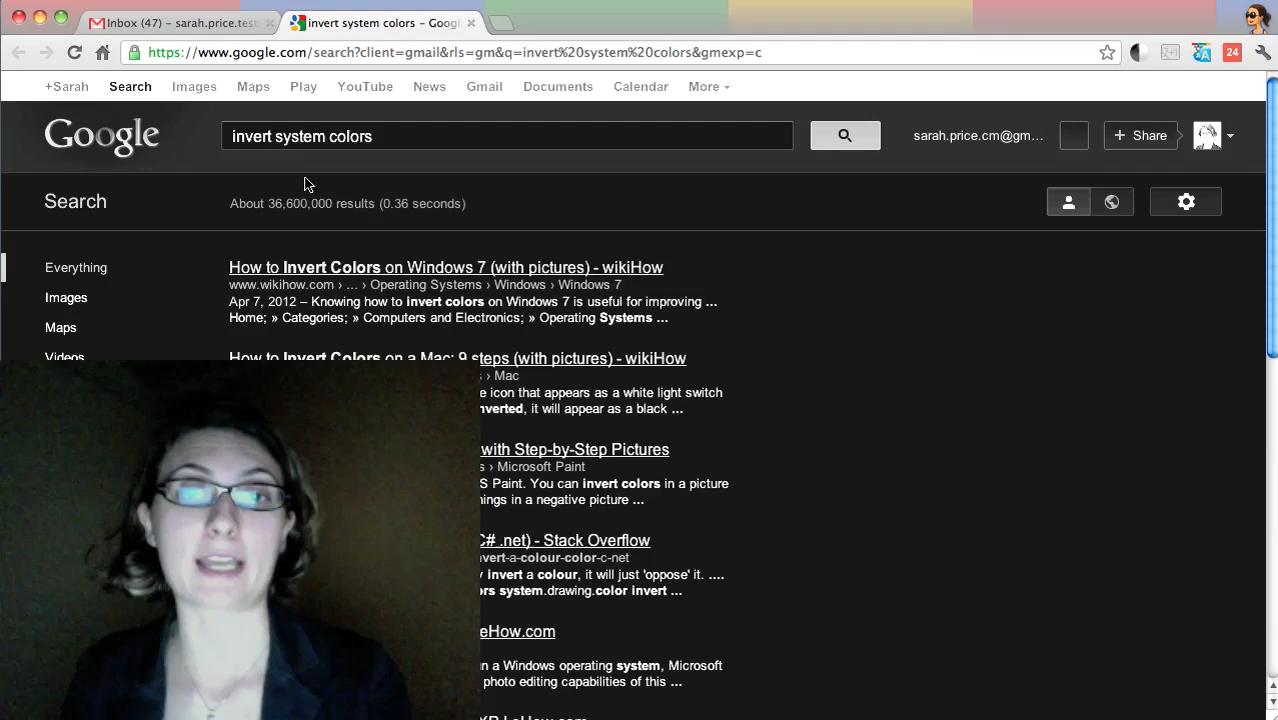 Inbox (47) – sarah.price.test
invert system colors – Goog
https://www.google.com/search?client=gmail&rls=gm&q=invert%20system%20colors&gmexp=c
24
+Sarah Search Images Maps Play YouTube News Gmail Documents Calendar More
Google
invert system colors
sarah.price.cm@gm...
+ Share
Search
About 36,600,000 results (0.36 seconds)
Everything
Images
Maps
Videos
How to Invert Colors on Windows 7 (with pictures) - wikiHow
www.wikihow.com › ... › Operating Systems › Windows › Windows 7
Apr 7, 2012 – Knowing how to invert colors on Windows 7 is useful for improving ...
Home; » Categories; » Computers and Electronics; » Operating Systems ...
How to Invert Colors on a Mac: 9 steps (with pictures) - wikiHow
s › Mac
e icon that appears as a white light switch
nverted, it will appear as a black ...
with Step-by-Step Pictures
s › Microsoft Paint
S Paint. You can invert colors in a picture
nings in a negative picture ...
C# .net) - Stack Overflow
nvert-a-colour-color-c-net
y invert a colour, it will just 'oppose' it. ....
ors system.drawing.color invert ...
eHow.com
n a Windows operating system, Microsoft
photo editing capabilities of this ...